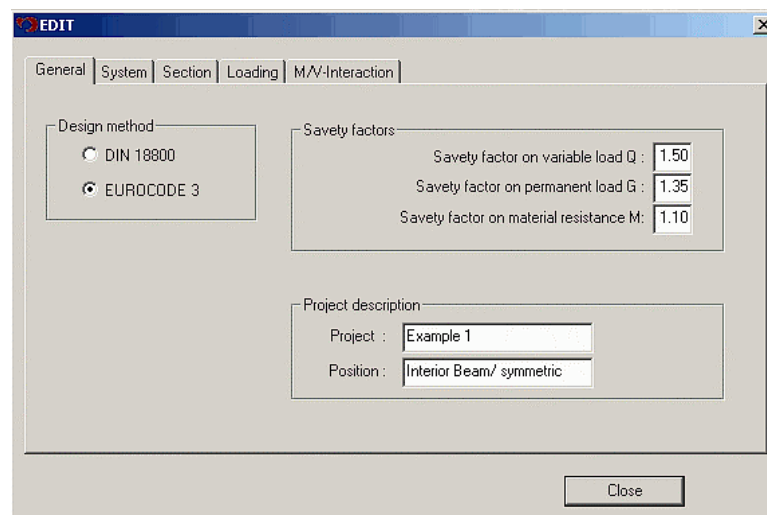 EDIT
General System Section Loading M/V-Interaction
Design method
DIN 18800
EUROCODE 3
Savety factors
Savety factor on variable load Q : 1.50
Savety factor on permanent load G : 1.35
Savety factor on material resistance M: 1.10
Project description
Project : Example 1
Position : Interior Beam/ symmetric
Close